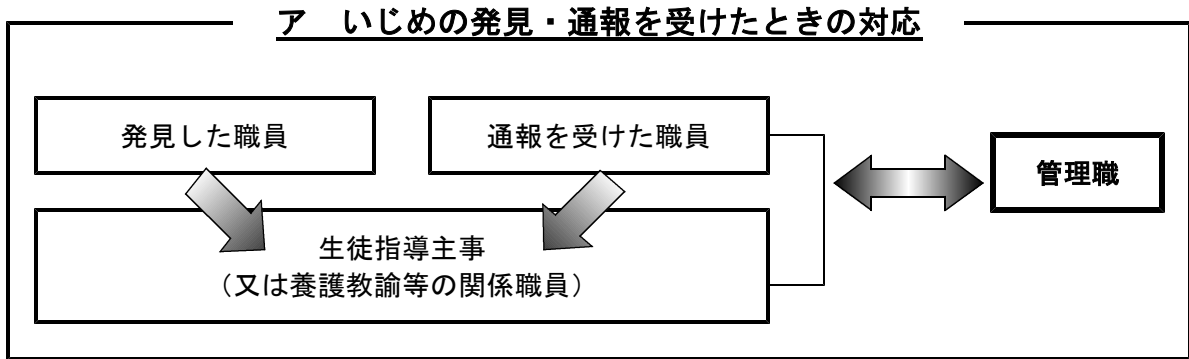 ア　いじめの発見・通報を受けたときの対応
発見した職員
通報を受けた職員
管理職
生徒指導主事
（又は養護教諭等の関係職員）